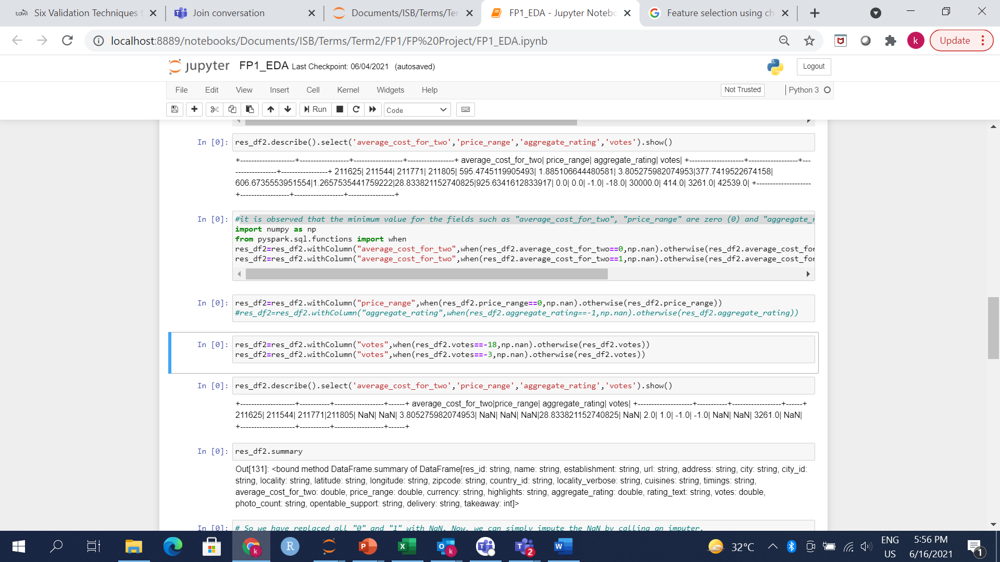 tdwi Six Validation Techniques t
Join conversation
Documents/ISB/Terms/Ter
FP1_EDA - Jupyter Notebo
Feature selection using ch
localhost:8889/notebooks/Documents/ISB/Terms/Term2/FP1/FP%20Project/FP1_EDA.ipynb
k
Update
jupyter FP1_EDA Last Checkpoint: 06/04/2021 (autosaved)
Logout
File Edit View Insert Cell Kernel Widgets Help
Not Trusted
Python 3
Run
Code
In [0]: res_df2.describe().select('average_cost_for_two','price_range','aggregate_rating','votes').show()
+--------------------+------------------+------------------+-----------------+ average_cost_for_two| price_range| aggregate_rating| votes| +--------------------+------------------+---
---------------+-----------------+ 211625| 211544| 211771| 211805| 595.4745119905493| 1.885106644480581| 3.805275982074953|377.7419522674158|
606.6735553951554|1.2657535441759222|28.833821152740825|925.6341612833917| 0.0| 0.0| -1.0| -18.0| 30000.0| 414.0| 3261.0| 42539.0| +--------------------
+------------------+------------------+-----------------+
In [0]: #it is observed that the minimum value for the fields such as "average_cost_for_two", "price_range" are zero (0) and "aggregate_r
import numpy as np
from pyspark.sql.functions import when
res_df2=res_df2.withColumn("average_cost_for_two",when(res_df2.average_cost_for_two==0,np.nan).otherwise(res_df2.average_cost_for
res_df2=res_df2.withColumn("average_cost_for_two",when(res_df2.average_cost_for_two==1,np.nan).otherwise(res_df2.average_cost_for
In [0]: res_df2=res_df2.withColumn("price_range",when(res_df2.price_range==0,np.nan).otherwise(res_df2.price_range))
#res_df2=res_df2.withColumn("aggregate_rating",when(res_df2.aggregate_rating==-1,np.nan).otherwise(res_df2.aggregate_rating))
In [0]: res_df2=res_df2.withColumn("votes",when(res_df2.votes==-18,np.nan).otherwise(res_df2.votes))
res_df2=res_df2.withColumn("votes",when(res_df2.votes==-3,np.nan).otherwise(res_df2.votes))
In [0]: res_df2.describe().select('average_cost_for_two','price_range','aggregate_rating','votes').show()
+--------------------+-----------+------------------+------+ average_cost_for_two|price_range| aggregate_rating| votes| +--------------------+-----------+------------------+------+
211625| 211544| 211771|211805| NaN| NaN| 3.805275982074953| NaN| NaN| NaN|28.833821152740825| NaN| 2.0| 1.0| -1.0| -1.0| NaN| NaN| 3261.0| NaN|
+--------------------+-----------+------------------+------+
In [0]: res_df2.summary
Out[131]: <bound method DataFrame.summary of DataFrame[res_id: string, name: string, establishment: string, url: string, address: string, city: string, city_id:
string, locality: string, latitude: string, longitude: string, zipcode: string, country_id: string, locality_verbose: string, cuisines: string, timings: string,
average_cost_for_two: double, price_range: double, currency: string, highlights: string, aggregate_rating: double, rating_text: string, votes: double,
photo_count: string, opentable_support: string, delivery: string, takeaway: int]>
In [0]: # So we have replaced all "0" and "1" with NaN. Now, we can simply impute the NaN by calling an imputer.
32°C
ENG
US
5:56 PM
6/16/2021
1